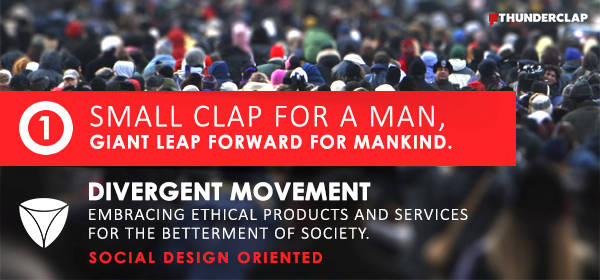 THUNDERCLAP
1 SMALL CLAP FOR A MAN,
GIANT LEAP FORWARD FOR MANKIND.
DIVERGENT MOVEMENT
EMBRACING ETHICAL PRODUCTS AND SERVICES
FOR THE BETTERMENT OF SOCIETY.
SOCIAL DESIGN ORIENTED